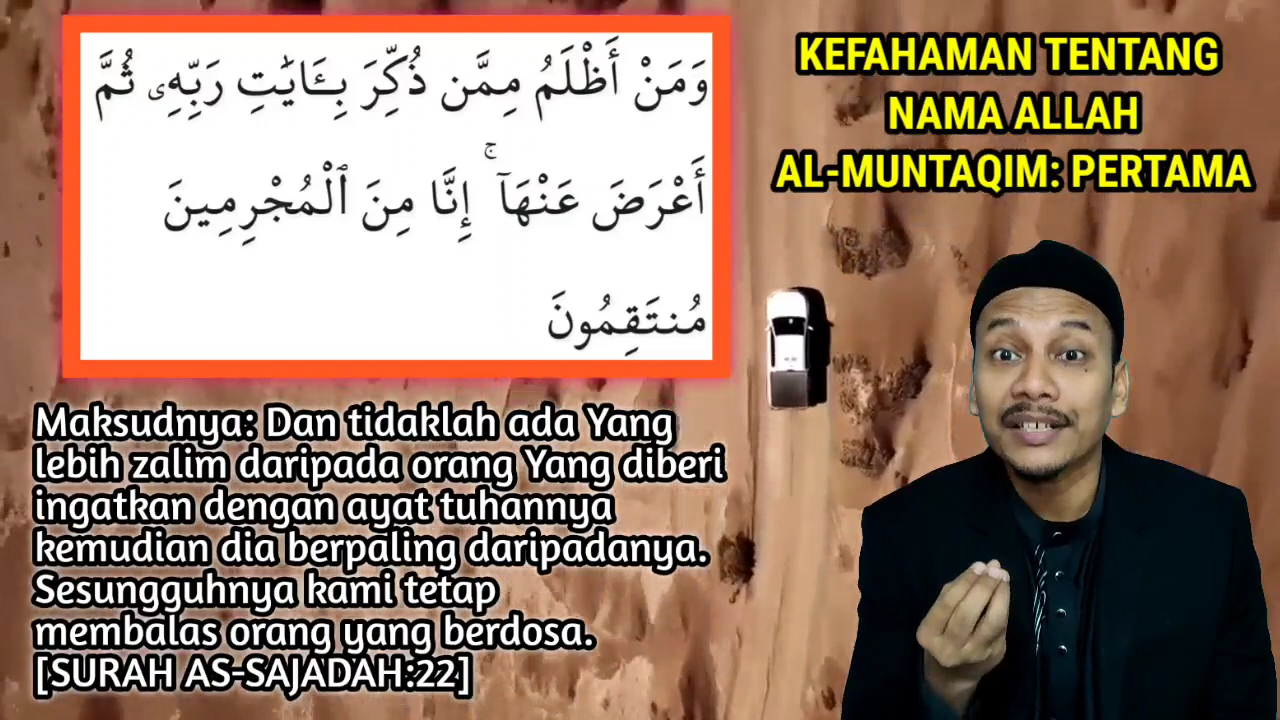 وَمَنْ أَظْلَمُ مِمَّن ذُكِّرَ بِـَٔايَٰتِ رَبِّهِۦ ثُمَّ
أَعْرَضَ عَنْهَآ ۚ إِنَّا مِنَ ٱلْمُجْرِمِينَ
مُنتَقِمُونَ
Maksudnya: Dan tidaklah ada Yang
lebih zalim daripada orang Yang diberi
ingatkan dengan ayat tuhannya
kemudian dia berpaling daripadanya.
Sesungguhnya kami tetap
membalas orang yang berdosa.
[SURAH AS-SAJADAH:22]
KEFAHAMAN TENTANG
NAMA ALLAH
AL-MUNTAQIM: PERTAMA